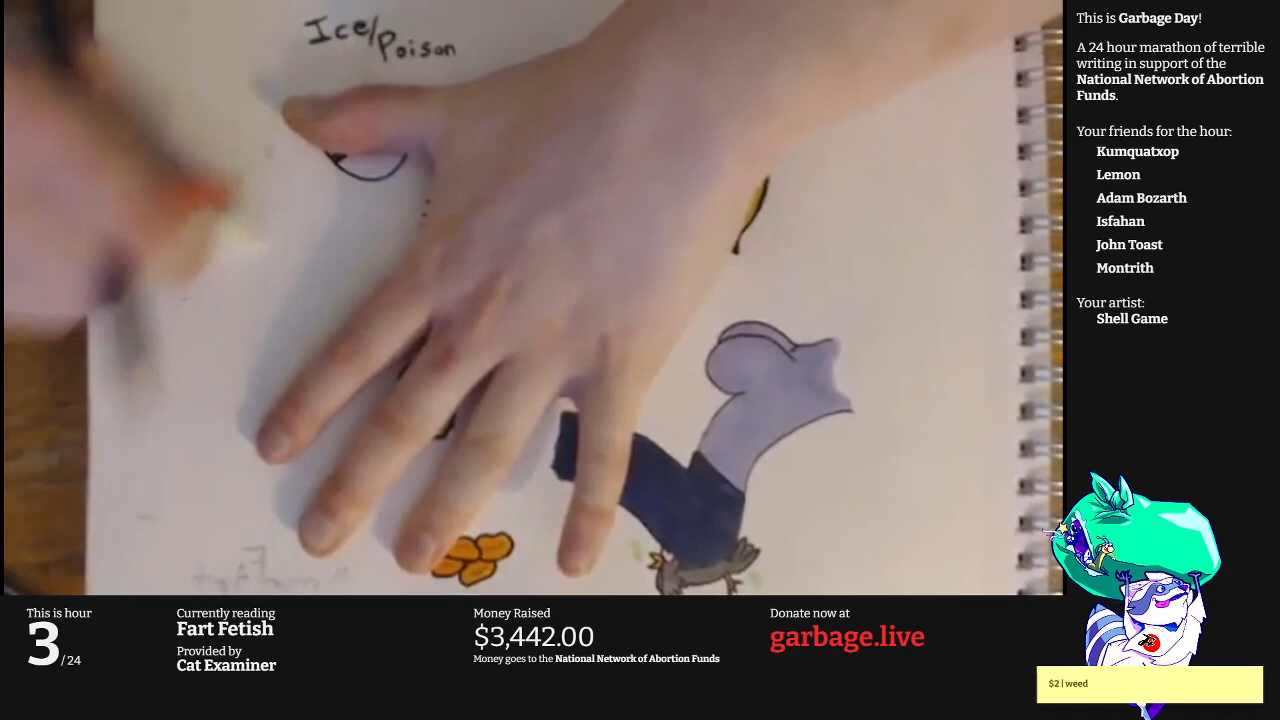 Ice/Poison
This is Garbage Day!
A 24 hour marathon of terrible
writing in support of the
National Network of Abortion
Funds.
Your friends for the hour:
Kumquatxop
Lemon
Adam Bozarth
Isfahan
John Toast
Montrith
Your artist:
Shell Game
This is hour
3/24
Currently reading
Fart Fetish
Provided by
Cat Examiner
Money Raised
$3,442.00
Money goes to the National Network of Abortion Funds
Donate now at
garbage.live
$2 | weed